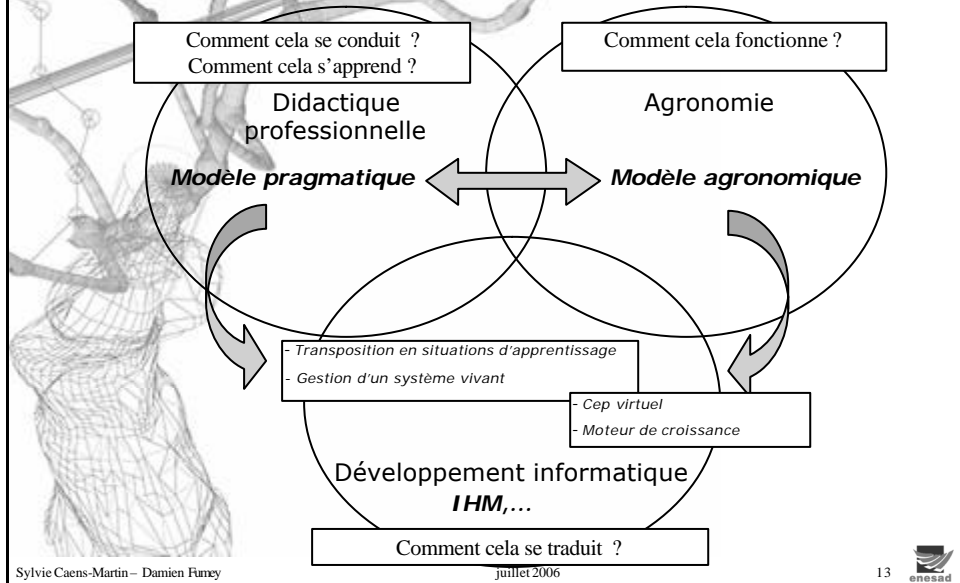 Comment cela se conduit ?
Comment cela s'apprend ?
Comment cela fonctionne ?
Didactique
professionnelle
Agronomie
Modèle pragmatique
Modèle agronomique
- Transposition en situations d'apprentissage
- Gestion d'un système vivant
- Cep virtuel
- Moteur de croissance
Développement informatique
IHM,...
Comment cela se traduit ?
Sylvie Caens-Martin – Damien Fumey
juillet 2006
13
enesad